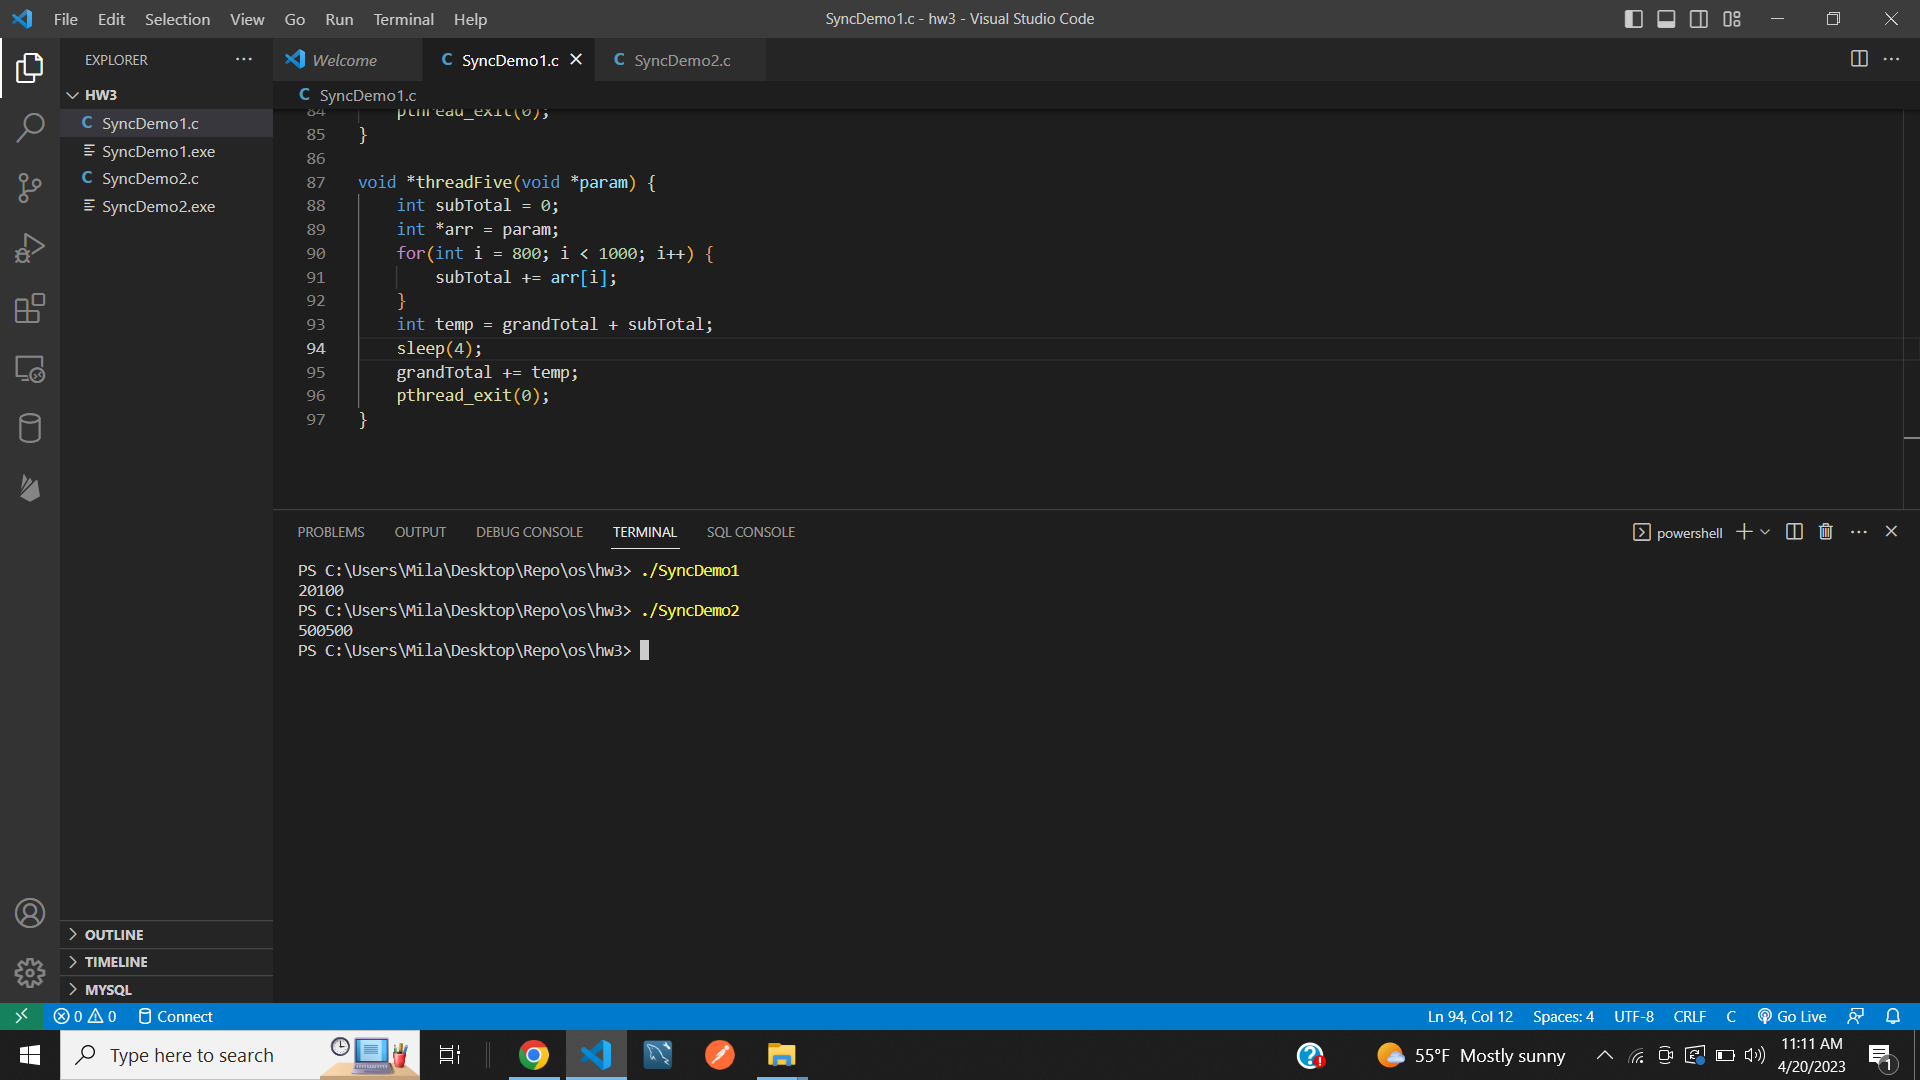 File Edit Selection View Go Run Terminal Help
SyncDemo1.c - hw3 - Visual Studio Code
EXPLORER
HW3
C SyncDemo1.c
SyncDemo1.exe
C SyncDemo2.c
SyncDemo2.exe
OUTLINE
TIMELINE
MYSQL
Welcome
C SyncDemo1.c
C SyncDemo2.c
C SyncDemo1.c
84 pthread_exit(0);
85 }
86
87 void *threadFive(void *param) {
88 int subTotal = 0;
89 int *arr = param;
90 for(int i = 800; i < 1000; i++) {
91 subTotal += arr[i];
92 }
93 int temp = grandTotal + subTotal;
94 sleep(4);
95 grandTotal += temp;
96 pthread_exit(0);
97 }
PROBLEMS OUTPUT DEBUG CONSOLE TERMINAL SQL CONSOLE
powershell
PS C:\Users\Mila\Desktop\Repo\os\hw3> ./SyncDemo1
20100
PS C:\Users\Mila\Desktop\Repo\os\hw3> ./SyncDemo2
500500
PS C:\Users\Mila\Desktop\Repo\os\hw3>
0 0 Connect
Ln 94, Col 12 Spaces: 4 UTF-8 CRLF C Go Live
Type here to search
55°F Mostly sunny
11:11 AM
4/20/2023
1